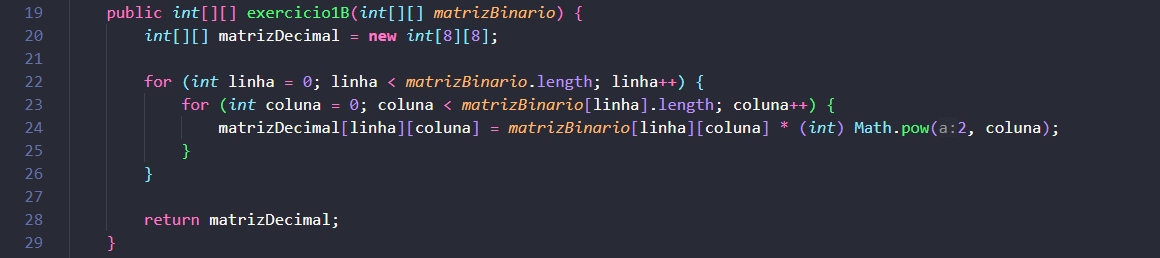 19 public int[][] exercicio1B(int[][] matrizBinario) {
20 int[][] matrizDecimal = new int[8][8];
21
22 for (int linha = 0; linha < matrizBinario.length; linha++) {
23 for (int coluna = 0; coluna < matrizBinario[linha].length; coluna++) {
24 matrizDecimal[linha][coluna] = matrizBinario[linha][coluna] * (int) Math.pow(a:2, coluna);
25 }
26 }
27
28 return matrizDecimal;
29 }